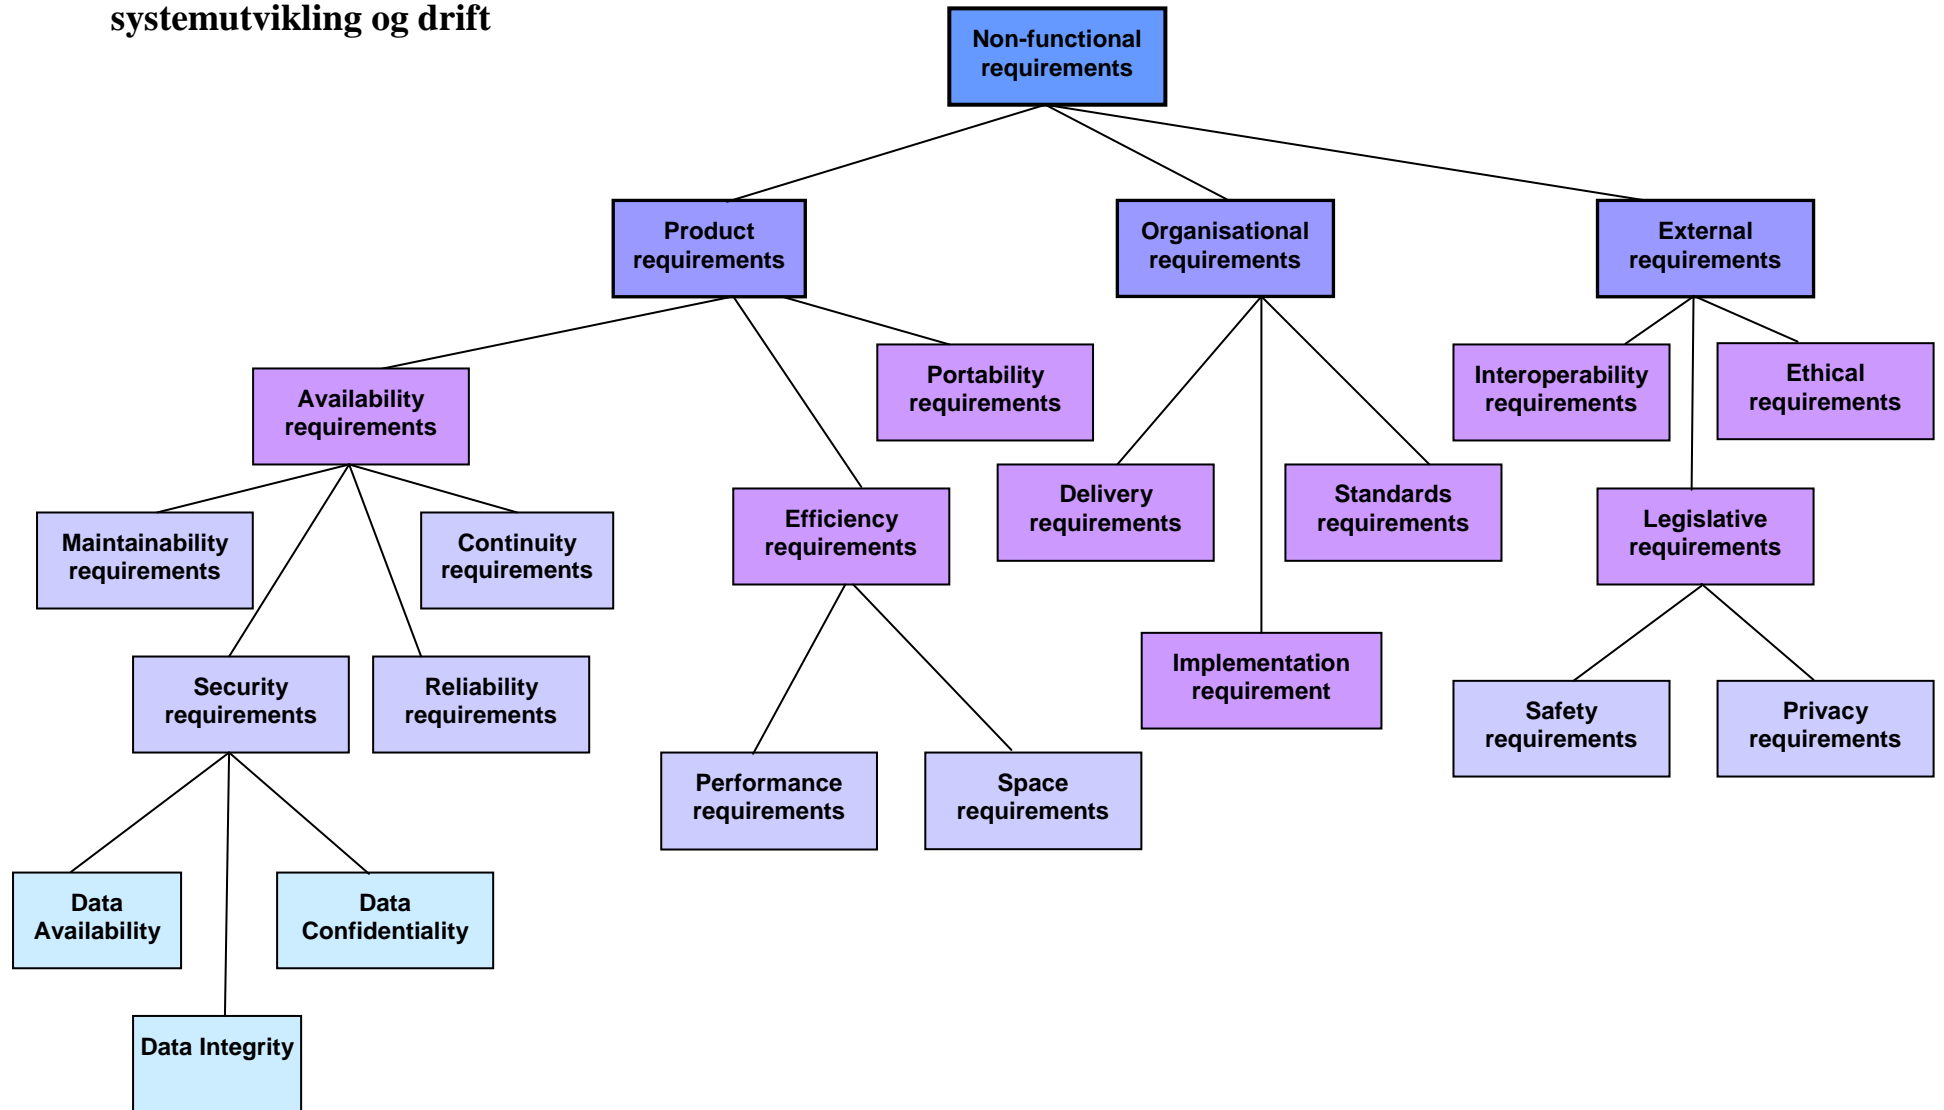 systemutvikling og drift
Non-functional
requirements
Product
requirements
Organisational
requirements
External
requirements
Availability
requirements
Portability
requirements
Interoperability
requirements
Ethical
requirements
Maintainability
requirements
Continuity
requirements
Efficiency
requirements
Delivery
requirements
Standards
requirements
Legislative
requirements
Security
requirements
Reliability
requirements
Implementation
requirement
Safety
requirements
Privacy
requirements
Performance
requirements
Space
requirements
Data
Availability
Data
Confidentiality
Data Integrity